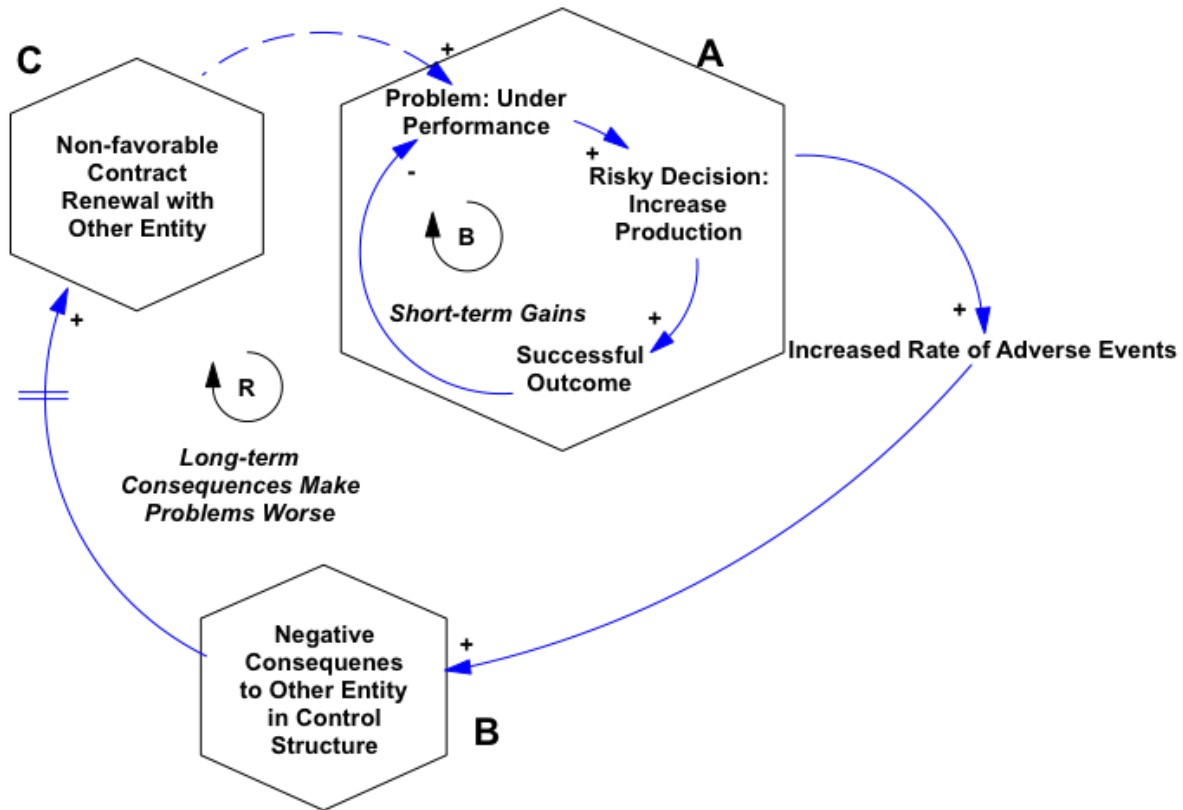 C
Non-favorable
Contract
Renewal with
Other Entity
+
A
Problem: Under
Performance
+
Risky Decision:
Increase
Production
-
B
Short-term Gains
+
Successful
Outcome
+
Increased Rate of Adverse Events
+
R
Long-term
Consequences Make
Problems Worse
Negative
Consequenes
to Other Entity
in Control
Structure
+
B